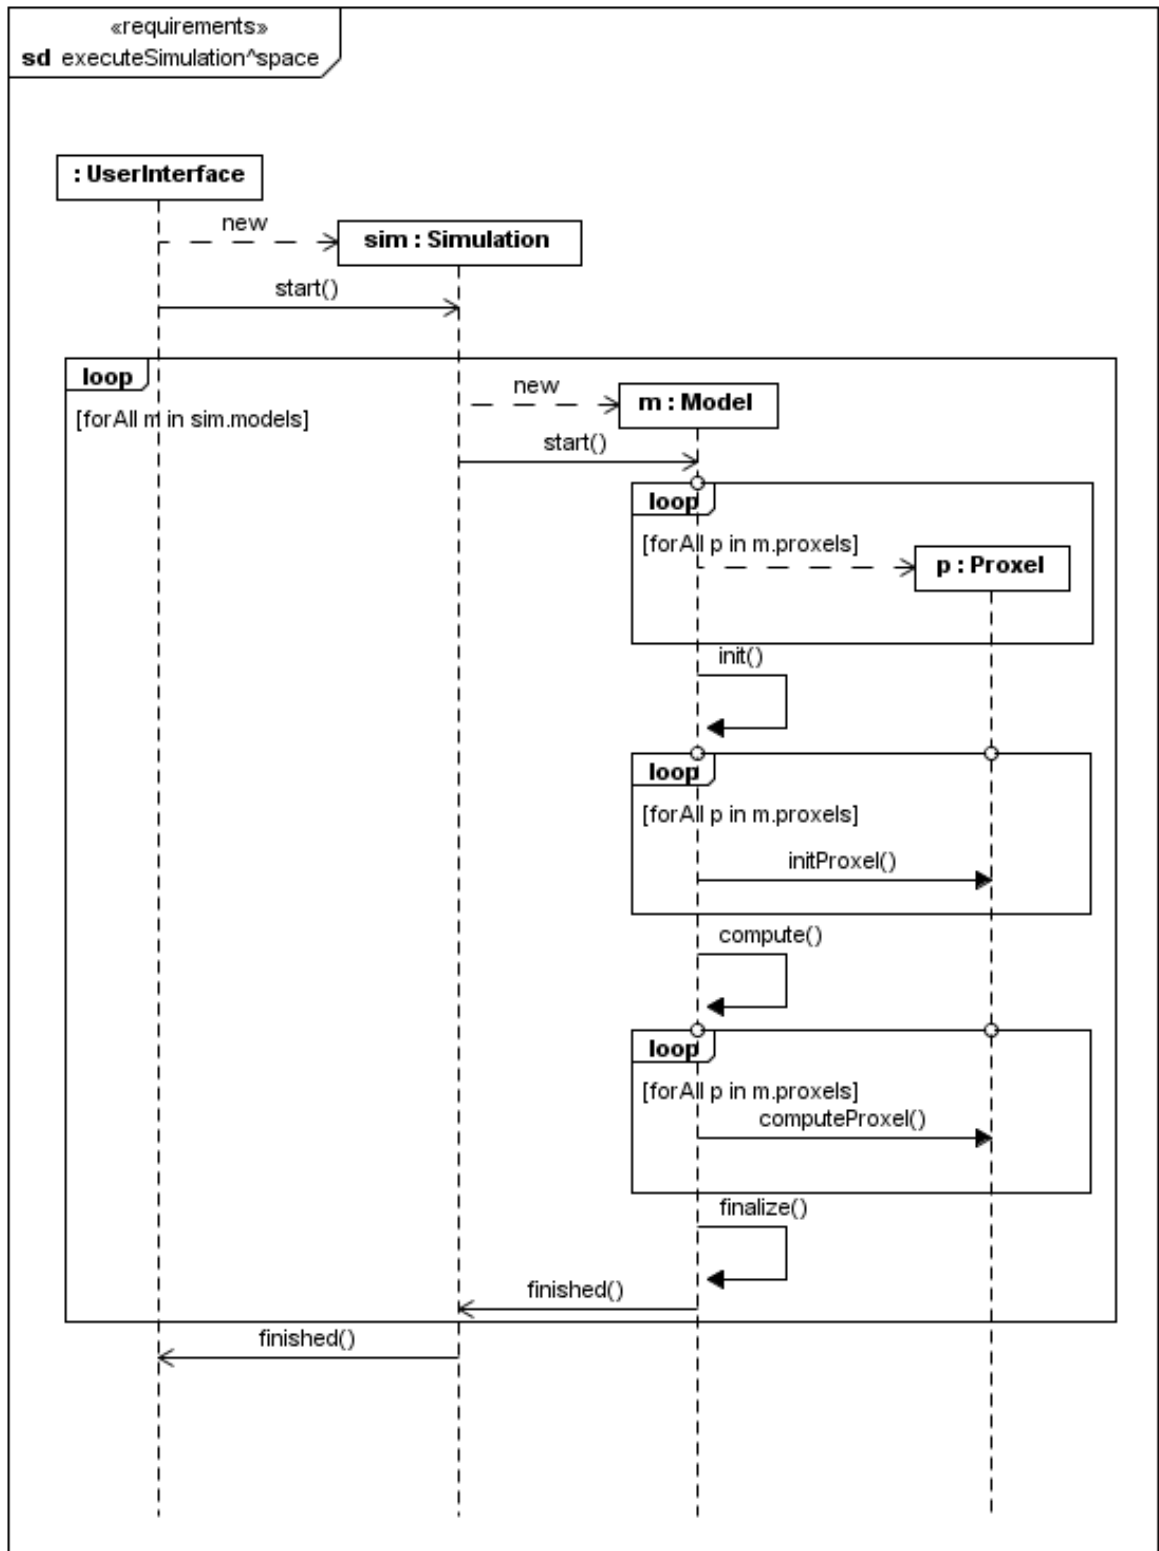 «requirements»
sd executeSimulation^space
: UserInterface
new
sim : Simulation
start()
loop
[forAll m in sim.models]
new
m : Model
start()
loop
[forAll p in m.proxels]
p : Proxel
init()
loop
[forAll p in m.proxels]
initProxel()
compute()
loop
[forAll p in m.proxels]
computeProxel()
finalize()
finished()
finished()